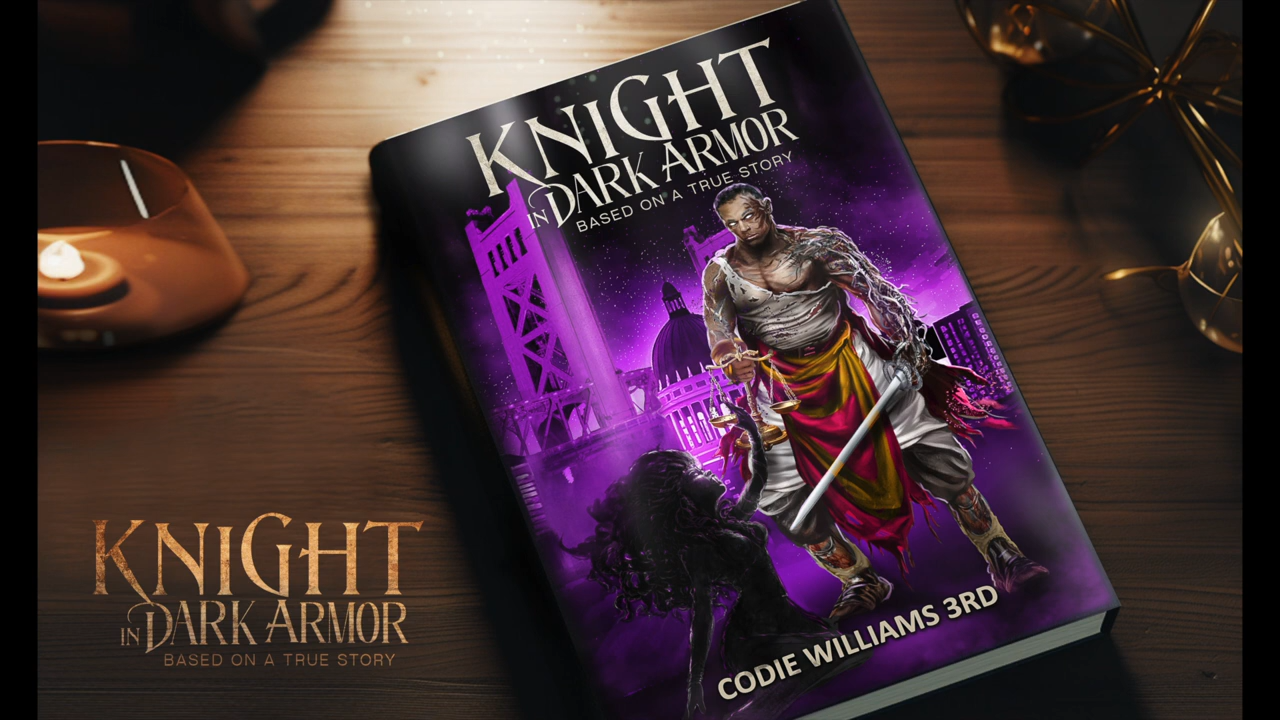 KNIGHT
IN DARK ARMOR
BASED ON A TRUE STORY
CODIE WILLIAMS 3RD
KNIGHT
IN DARK ARMOR
BASED ON A TRUE STORY